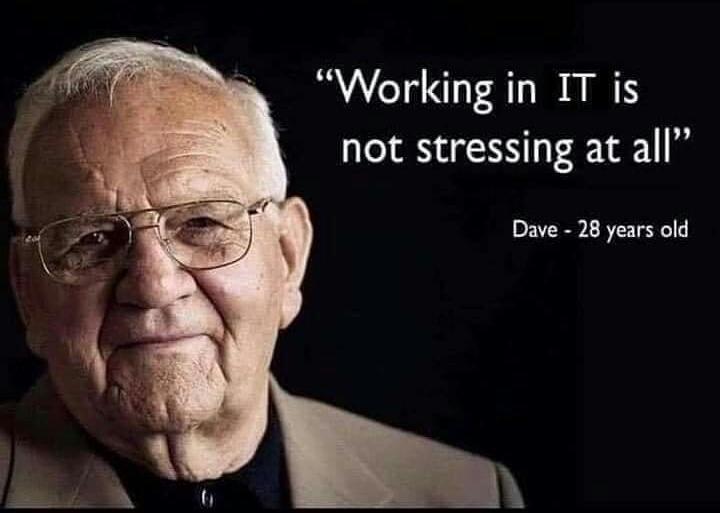 “Working in IT is
not stressing at all”
Dave - 28 years old